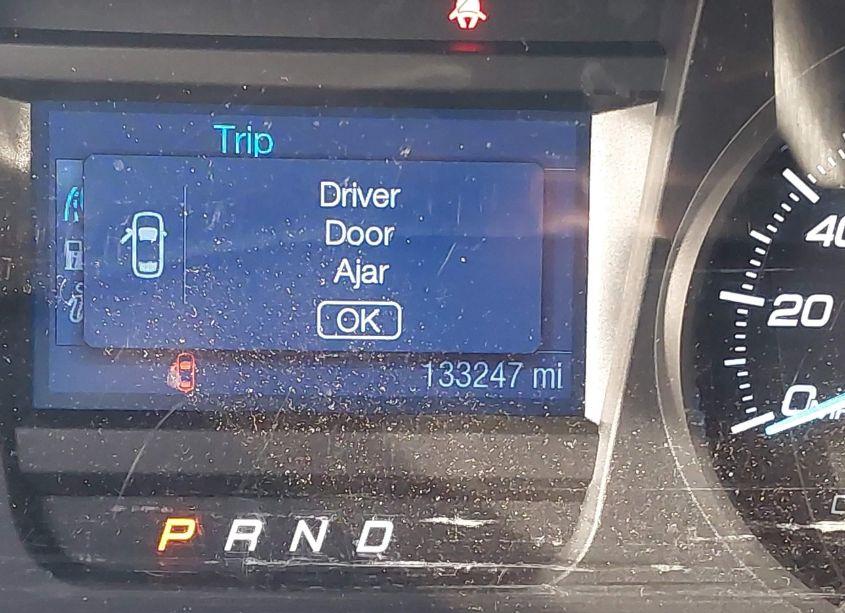 Trip
Driver
Door
Ajar
OK
133247 mi
P R N D
40
20
0